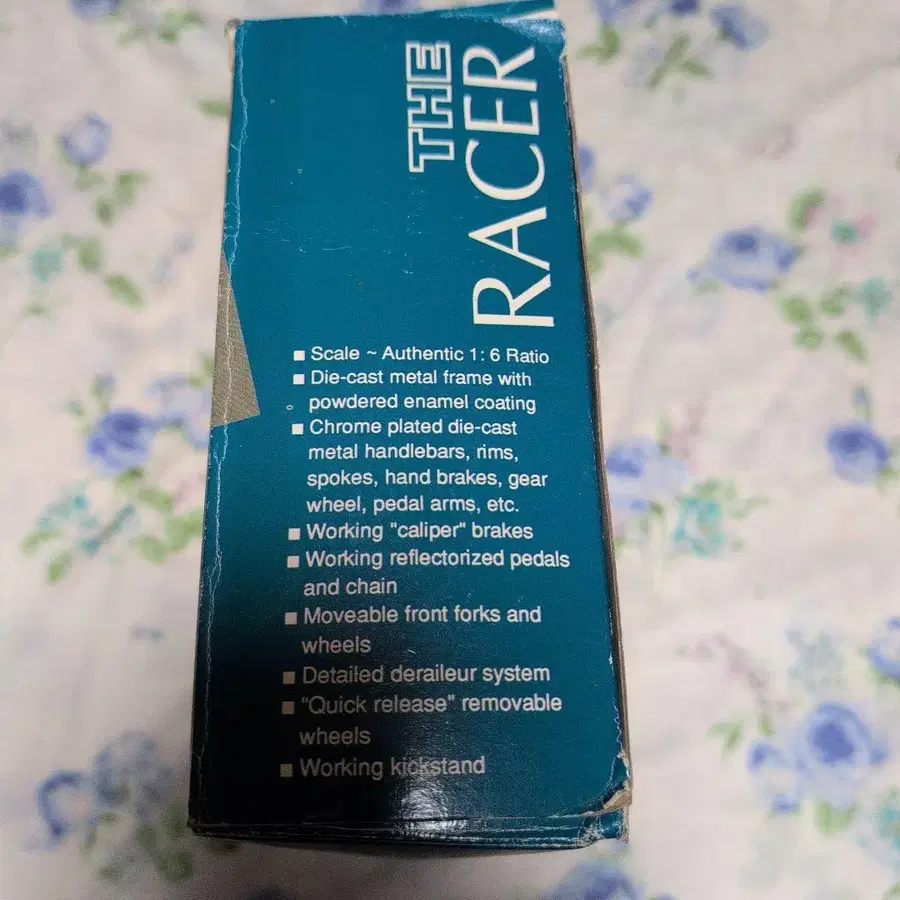 THE
RACER
■ Scale ~ Authentic 1: 6 Ratio
■ Die-cast metal frame with
powdered enamel coating
■ Chrome plated die-cast
metal handlebars, rims,
spokes, hand brakes, gear
wheel, pedal arms, etc.
■ Working "caliper" brakes
■ Working reflectorized pedals
and chain
■ Moveable front forks and
wheels
■ Detailed deraileur system
■ "Quick release" removable
wheels
■ Working kickstand